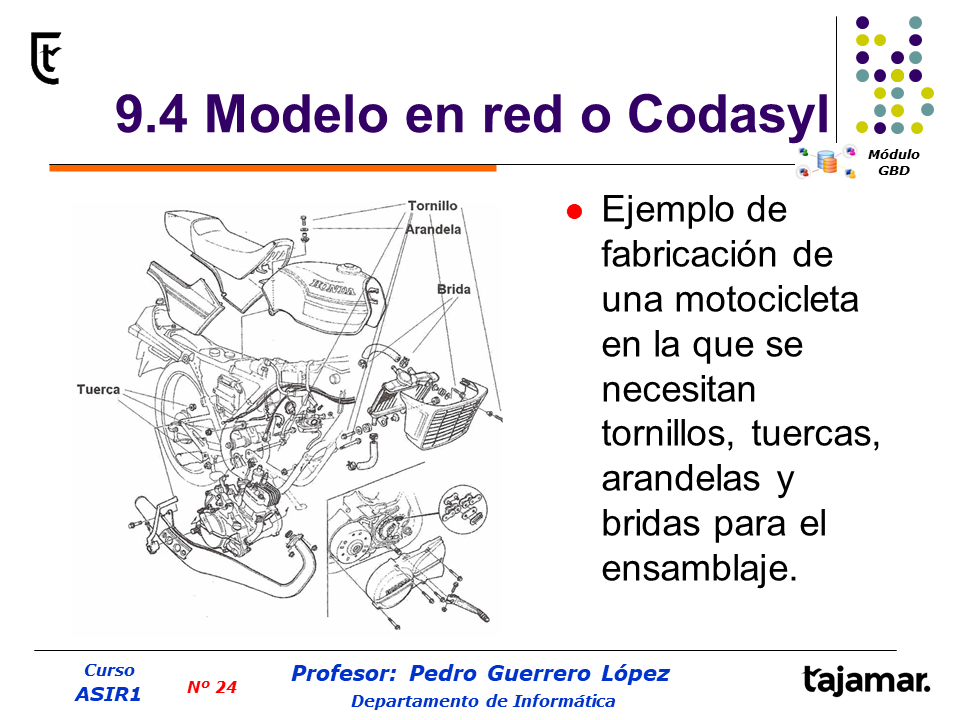 9.4 Modelo en red o Codasyl
Módulo
GBD
Tornillo
Arandela
Brida
Tuerca
HONDA
HONDA
● Ejemplo de
fabricación de
una motocicleta
en la que se
necesitan
tornillos, tuercas,
arandelas y
bridas para el
ensamblaje.
Curso
ASIR1
Nº 24
Profesor: Pedro Guerrero López
Departamento de Informática
tajamar.